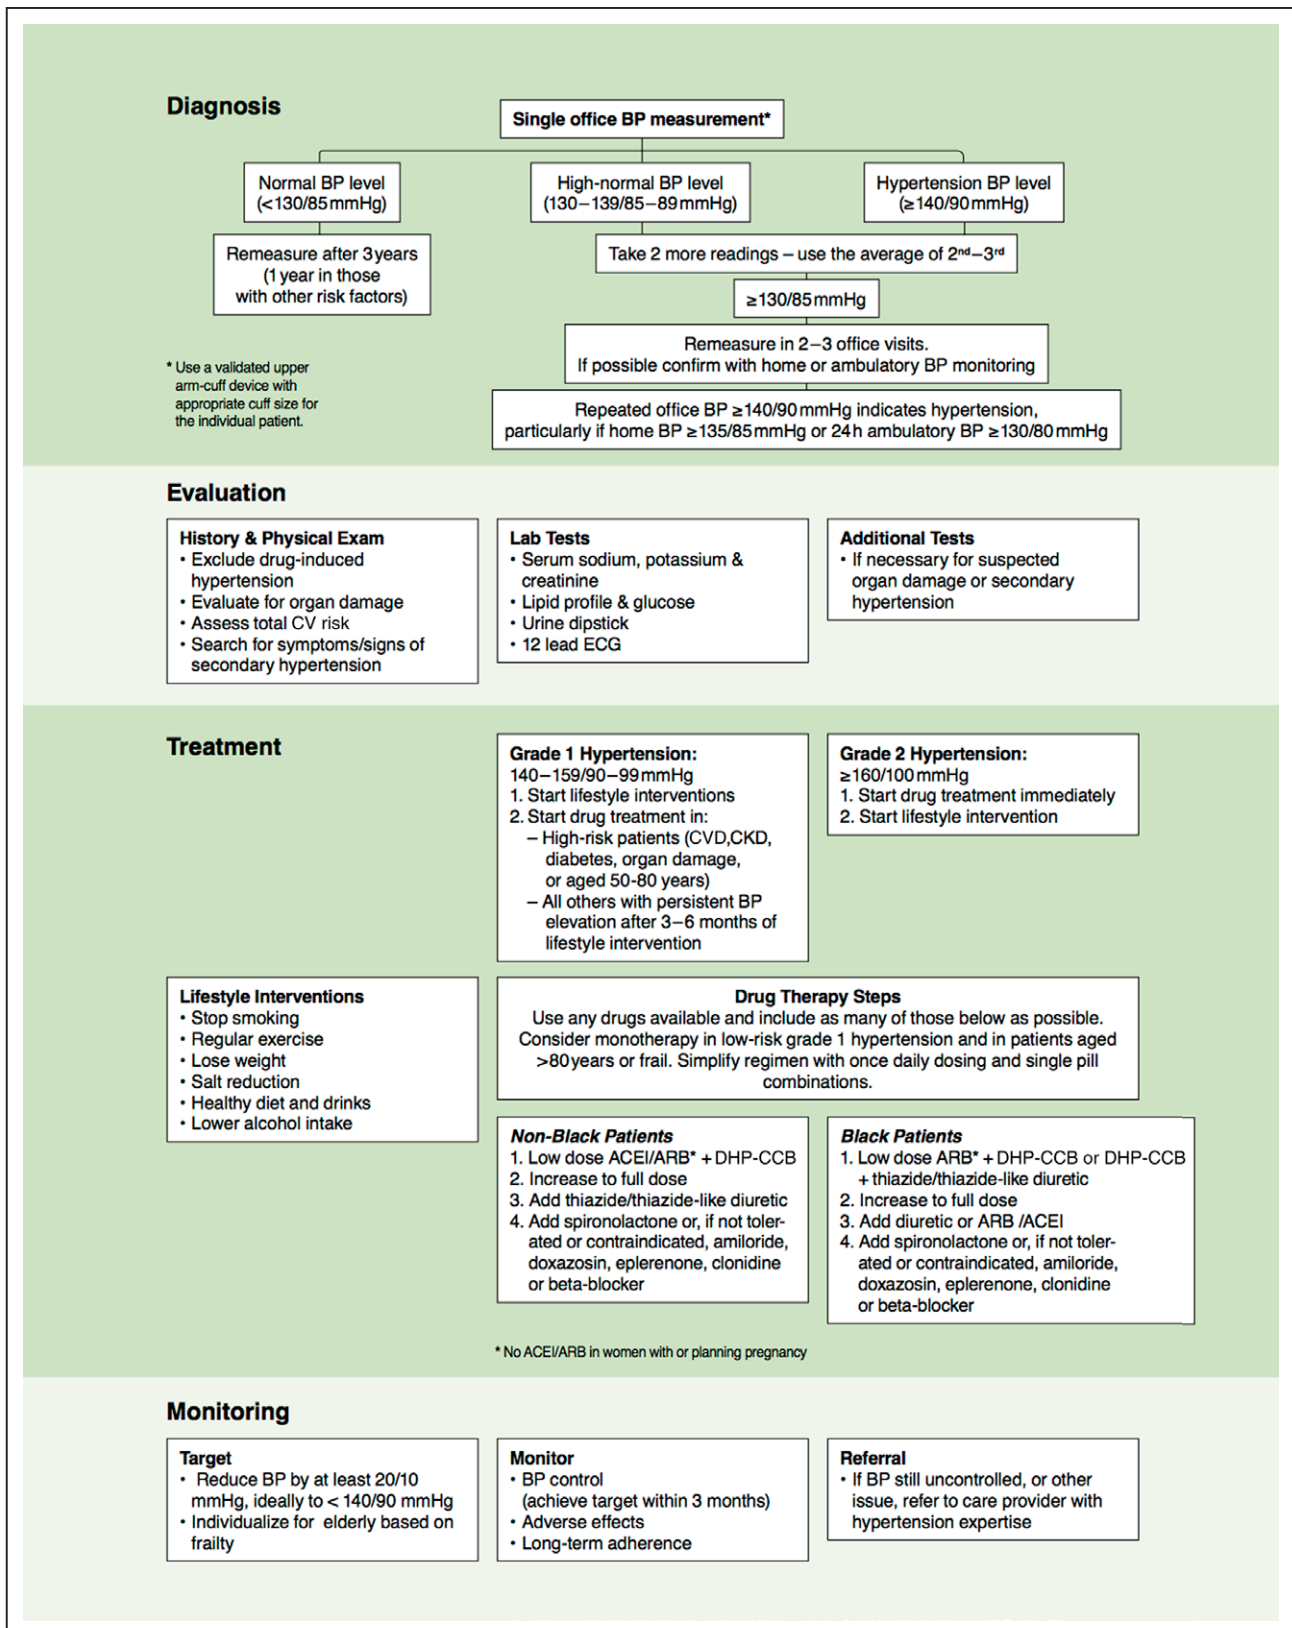 Diagnosis
Single office BP measurement*
Normal BP level
(<130/85 mmHg)
High-normal BP level
(130–139/85–89 mmHg)
Hypertension BP level
(≥140/90 mmHg)
Remeasure after 3 years
(1 year in those
with other risk factors)
Take 2 more readings – use the average of 2nd–3rd
≥130/85 mmHg
Remeasure in 2–3 office visits.
If possible confirm with home or ambulatory BP monitoring
Repeated office BP ≥140/90 mmHg indicates hypertension,
particularly if home BP ≥135/85 mmHg or 24h ambulatory BP ≥130/80 mmHg
* Use a validated upper
arm-cuff device with
appropriate cuff size for
the individual patient.
Evaluation
History & Physical Exam
• Exclude drug-induced
hypertension
• Evaluate for organ damage
• Assess total CV risk
• Search for symptoms/signs of
secondary hypertension
Lab Tests
• Serum sodium, potassium &
creatinine
• Lipid profile & glucose
• Urine dipstick
• 12 lead ECG
Additional Tests
• If necessary for suspected
organ damage or secondary
hypertension
Treatment
Grade 1 Hypertension:
140–159/90–99 mmHg
1. Start lifestyle interventions
2. Start drug treatment in:
– High-risk patients (CVD,CKD,
diabetes, organ damage,
or aged 50-80 years)
– All others with persistent BP
elevation after 3–6 months of
lifestyle intervention
Grade 2 Hypertension:
≥160/100 mmHg
1. Start drug treatment immediately
2. Start lifestyle intervention
Lifestyle Interventions
• Stop smoking
• Regular exercise
• Lose weight
• Salt reduction
• Healthy diet and drinks
• Lower alcohol intake
Drug Therapy Steps
Use any drugs available and include as many of those below as possible.
Consider monotherapy in low-risk grade 1 hypertension and in patients aged
>80 years or frail. Simplify regimen with once daily dosing and single pill
combinations.
Non-Black Patients
1. Low dose ACEI/ARB* + DHP-CCB
2. Increase to full dose
3. Add thiazide/thiazide-like diuretic
4. Add spironolactone or, if not toler-
ated or contraindicated, amiloride,
doxazosin, eplerenone, clonidine
or beta-blocker
Black Patients
1. Low dose ARB* + DHP-CCB or DHP-CCB
+ thiazide/thiazide-like diuretic
2. Increase to full dose
3. Add diuretic or ARB /ACEI
4. Add spironolactone or, if not toler-
ated or contraindicated, amiloride,
doxazosin, eplerenone, clonidine
or beta-blocker
* No ACEI/ARB in women with or planning pregnancy
Monitoring
Target
• Reduce BP by at least 20/10
mmHg, ideally to < 140/90 mmHg
• Individualize for elderly based on
frailty
Monitor
• BP control
(achieve target within 3 months)
• Adverse effects
• Long-term adherence
Referral
• If BP still uncontrolled, or other
issue, refer to care provider with
hypertension expertise